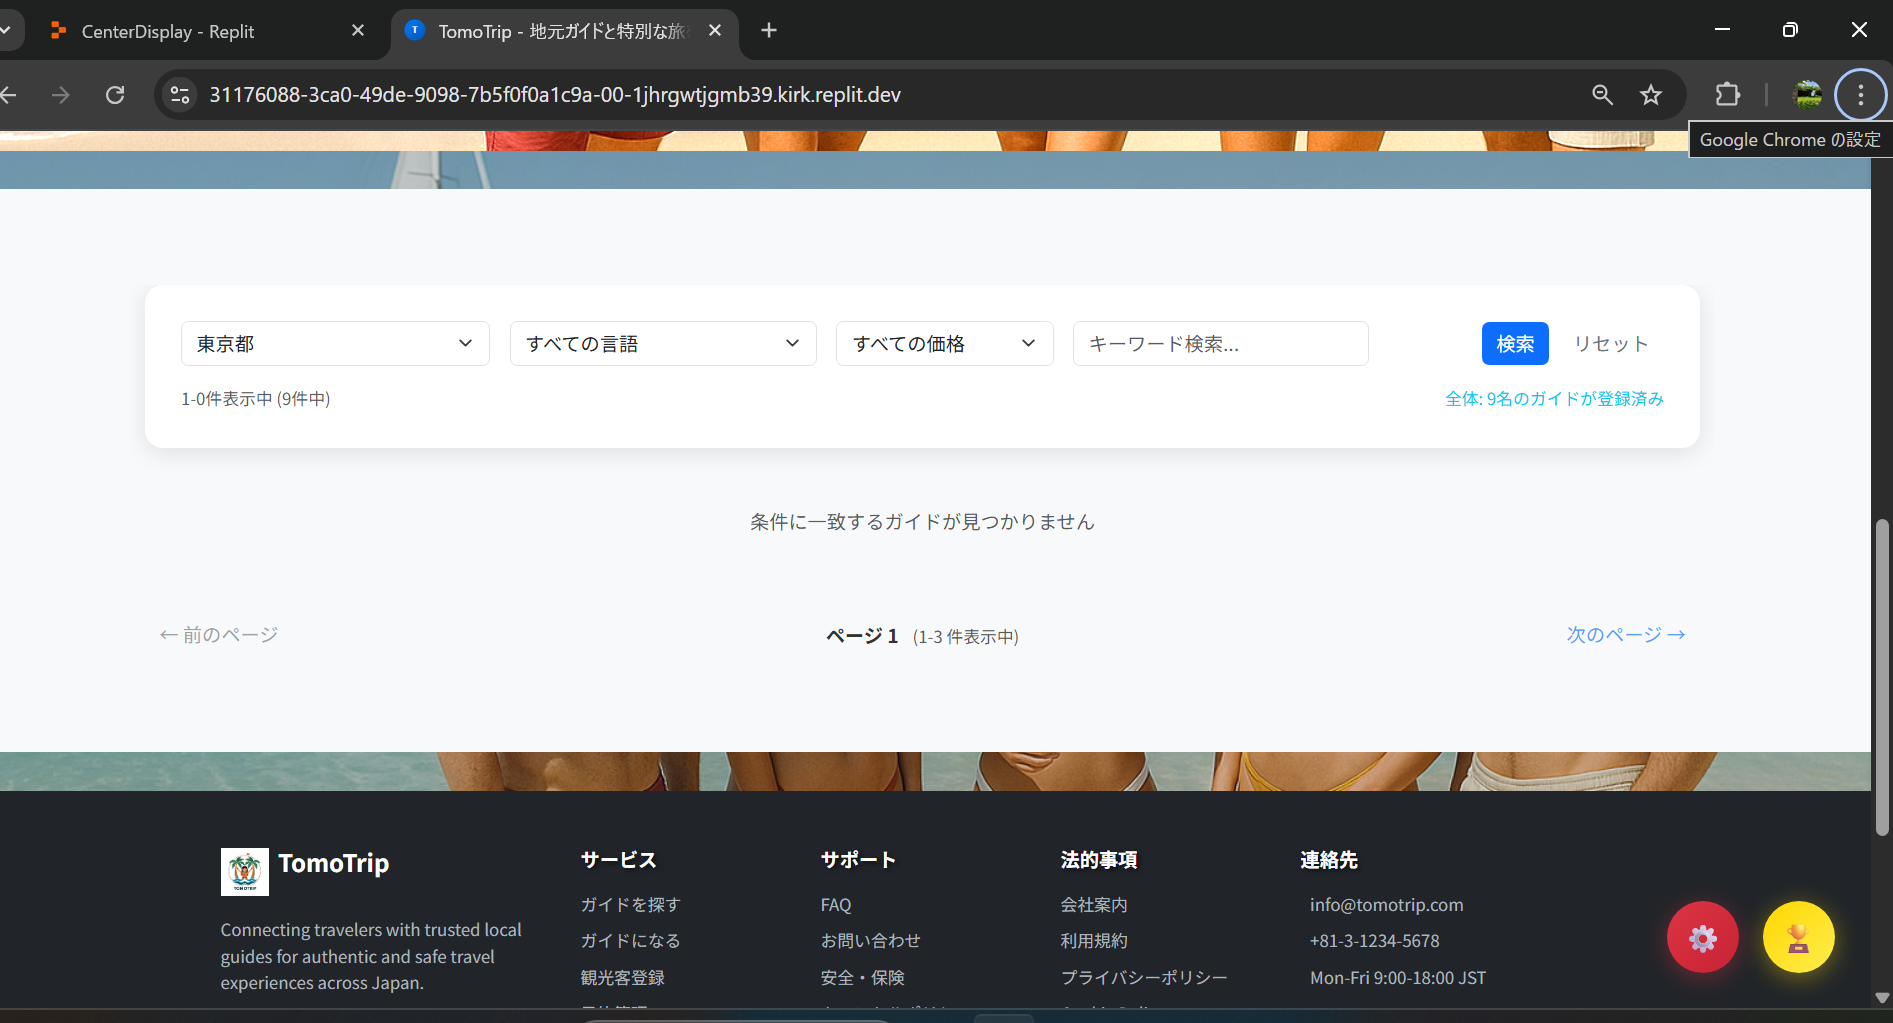 CenterDisplay - Replit
TomoTrip - 地元ガイドと特別な旅
31176088-3ca0-49de-9098-7b5f0f0a1c9a-00-1jhrgwtjgmb39.kirk.replit.dev
Google Chrome の設定
東京都 すべての言語 すべての価格 キーワード検索... 検索 リセット
1-0件表示中 (9件中) 全体: 9名のガイドが登録済み
条件に一致するガイドが見つかりません
← 前のページ ページ 1 (1-3 件表示中) 次のページ →
TomoTrip
Connecting travelers with trusted local
guides for authentic and safe travel
experiences across Japan.
サービス
ガイドを探す
ガイドになる
観光客登録
サポート
FAQ
お問い合わせ
安全・保険
法的事項
会社案内
利用規約
プライバシーポリシー
連絡先
info@tomotrip.com
+81-3-1234-5678
Mon-Fri 9:00-18:00 JST